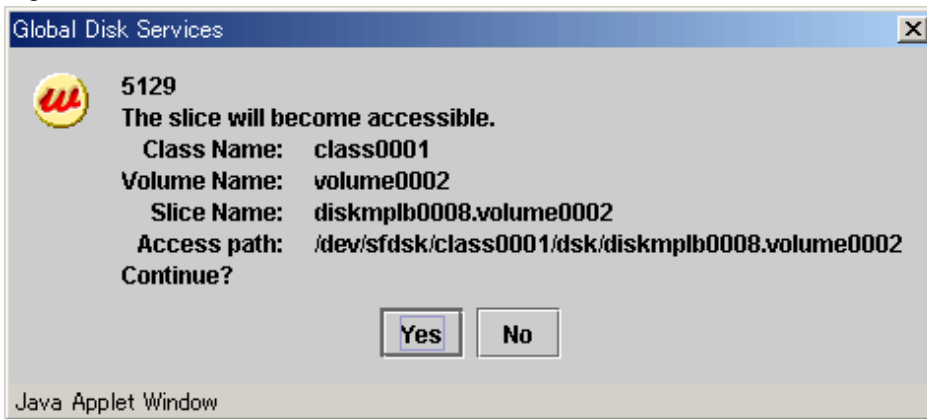 Global Disk Services
5129
The slice will become accessible.
Class Name: class0001
Volume Name: volume0002
Slice Name: diskmplb0008.volume0002
Access path: /dev/sfdsk/class0001/dsk/diskmplb0008.volume0002
Continue?
Yes No
Java Applet Window